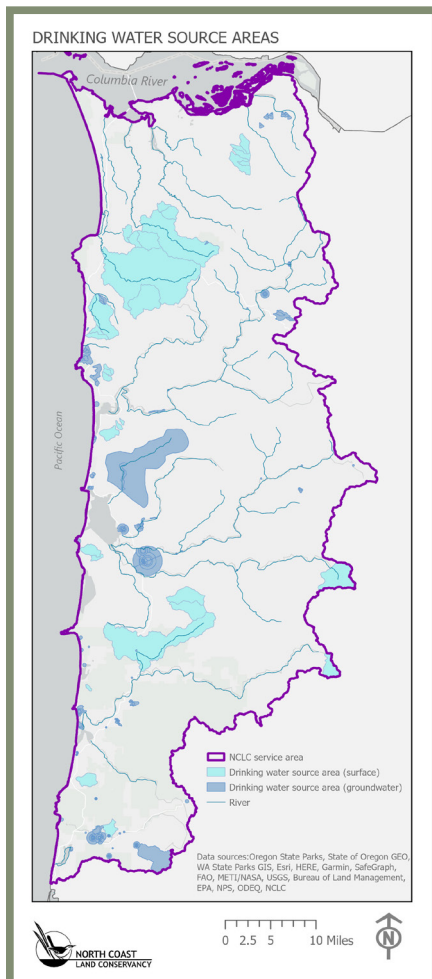 DRINKING WATER SOURCE AREAS
Columbia River
Pacific Ocean
NCLC service area
Drinking water source area (surface)
Drinking water source area (groundwater)
River
Data sources:Oregon State Parks, State of Oregon GEO,
WA State Parks GIS, Esri, HERE, Garmin, SafeGraph,
FAO, METI/NASA, USGS, Bureau of Land Management,
EPA, NPS, ODEQ, NCLC
NORTH COAST
LAND CONSERVANCY
0 2.5 5 10 Miles
N